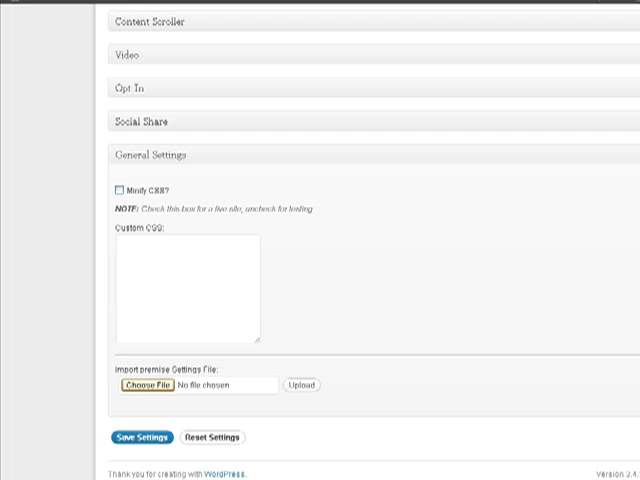 Content Scroller
Video
Opt In
Social Share
General Settings
Minify CSS?
NOTE: Check this box for a live site, uncheck for testing
Custom CSS:
Import premise Settings File:
Choose File No file chosen Upload
Save Settings Reset Settings
Thank you for creating with WordPress. Version 3.4.